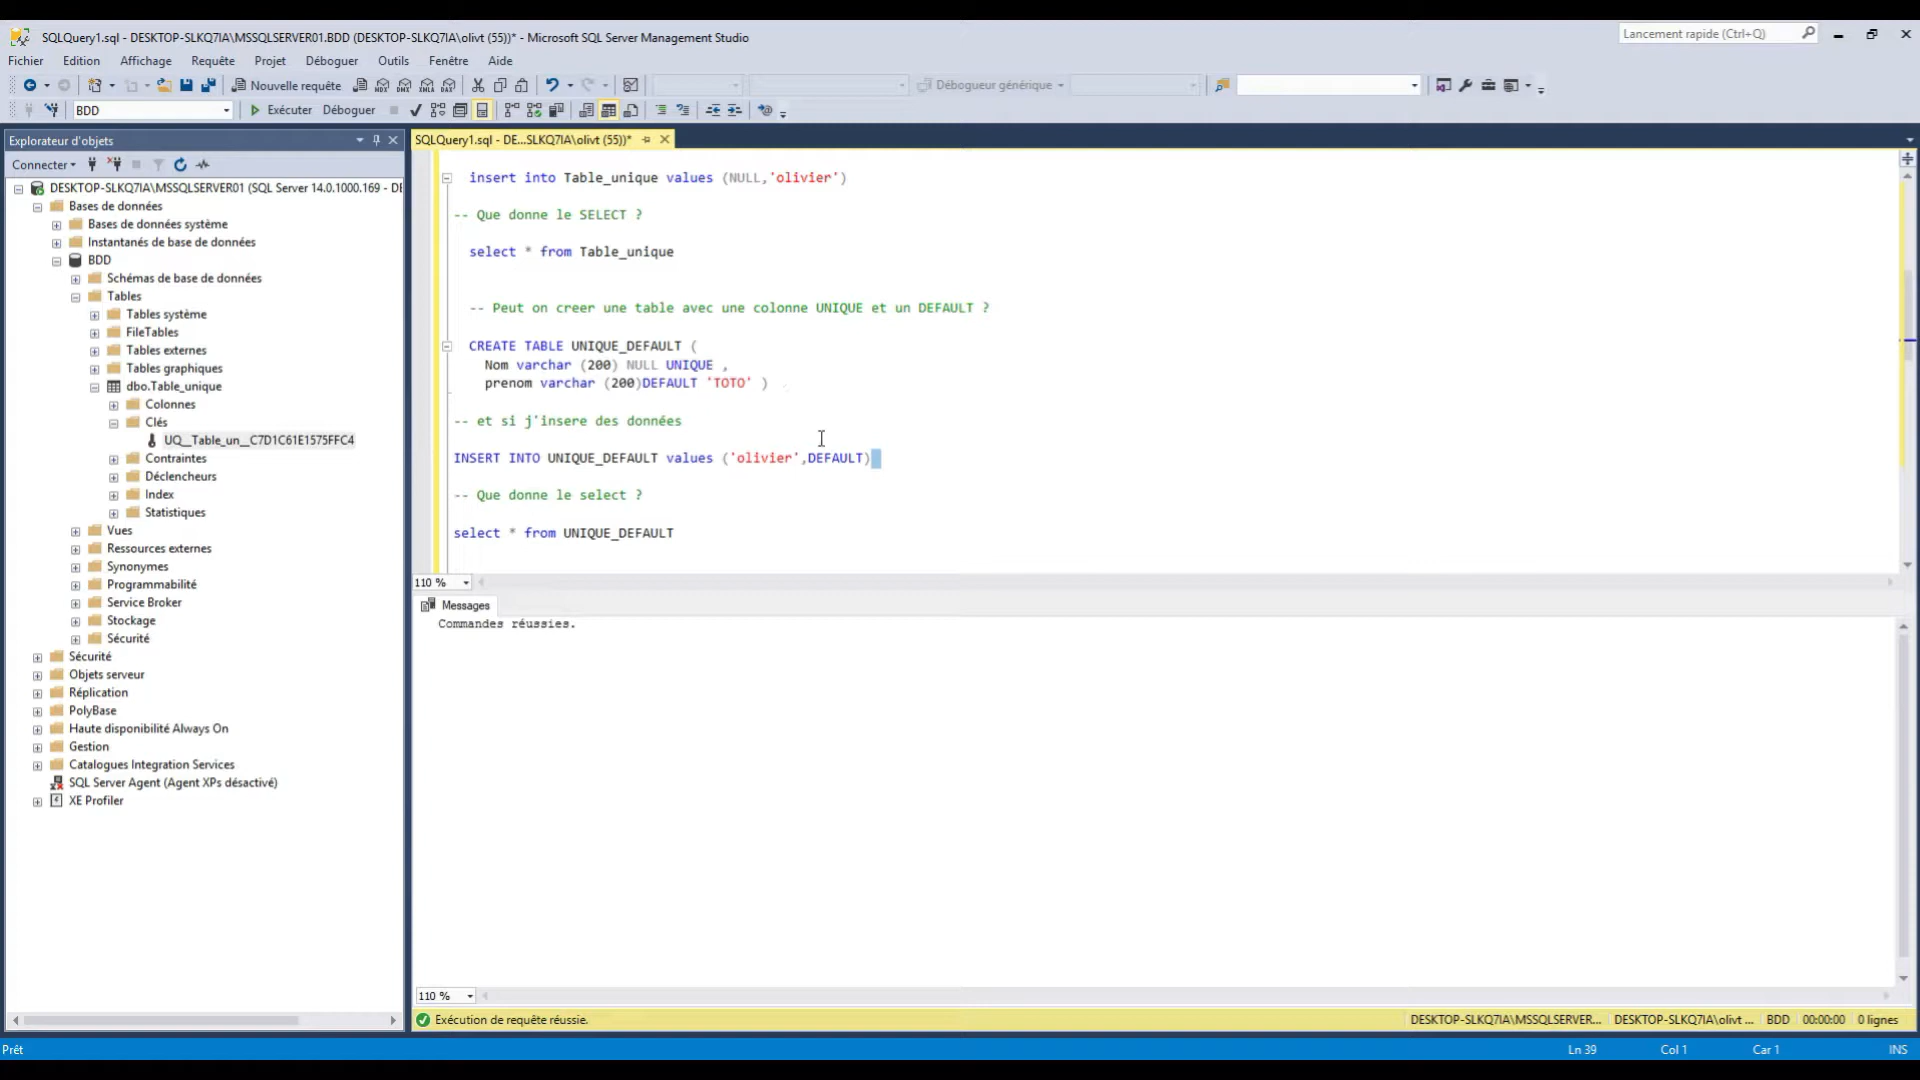 SQLQuery1.sql - DESKTOP-SLKQ7IA\MSSQLSERVER01.BDD (DESKTOP-SLKQ7IA\olivt (55))* - Microsoft SQL Server Management Studio
Lancement rapide (Ctrl+Q)
Fichier Edition Affichage Requête Projet Déboguer Outils Fenêtre Aide
Nouvelle requête MDX DMX XMLA DAX Débogueur générique
BDD Exécuter Déboguer
Explorateur d'objets
Connecter
DESKTOP-SLKQ7IA\MSSQLSERVER01 (SQL Server 14.0.1000.169 - DE
Bases de données
Bases de données système
Instantanés de base de données
BDD
Schémas de base de données
Tables
Tables système
FileTables
Tables externes
Tables graphiques
dbo.Table_unique
Colonnes
Clés
UQ__Table_un__C7D1C61E1575FFC4
Contraintes
Déclencheurs
Index
Statistiques
Vues
Ressources externes
Synonymes
Programmabilité
Service Broker
Stockage
Sécurité
Sécurité
Objets serveur
Réplication
PolyBase
Haute disponibilité Always On
Gestion
Catalogues Integration Services
SQL Server Agent (Agent XPs désactivé)
XE Profiler
SQLQuery1.sql - DE...SLKQ7IA\olivt (55))*
insert into Table_unique values (NULL,'olivier')
-- Que donne le SELECT ?
select * from Table_unique
-- Peut on creer une table avec une colonne UNIQUE et un DEFAULT ?
CREATE TABLE UNIQUE_DEFAULT (
Nom varchar (200) NULL UNIQUE ,
prenom varchar (200)DEFAULT 'TOTO' )
-- et si j'insere des données
INSERT INTO UNIQUE_DEFAULT values ('olivier',DEFAULT)
-- Que donne le select ?
select * from UNIQUE_DEFAULT
110 %
Messages
Commandes réussies.
110 %
Exécution de requête réussie.
DESKTOP-SLKQ7IA\MSSQLSERVER... DESKTOP-SLKQ7IA\olivt ... BDD 00:00:00 0 lignes
Prêt
Ln 39 Col 1 Car 1 INS